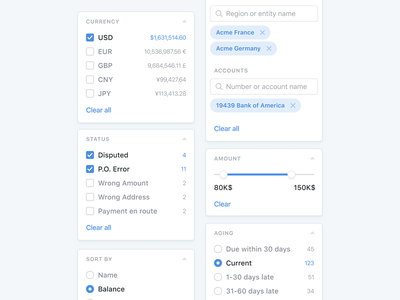 CURRENCY
USD $1,631,514.60
EUR 10,536,987.56 €
GBP 9,684,546.11 £
CNY ¥99,427.84
JPY ¥113,413.28
Clear all
STATUS
Disputed 4
P.O. Error 11
Wrong Amount 2
Wrong Address 2
Payment en route 2
Clear all
SORT BY
Name
Balance
Region or entity name
Acme France
Acme Germany
ACCOUNTS
Number or account name
19439 Bank of America
Clear all
AMOUNT
80K$ 150K$
Clear
AGING
Due within 30 days 45
Current 123
1-30 days late 51
31-60 days late 34